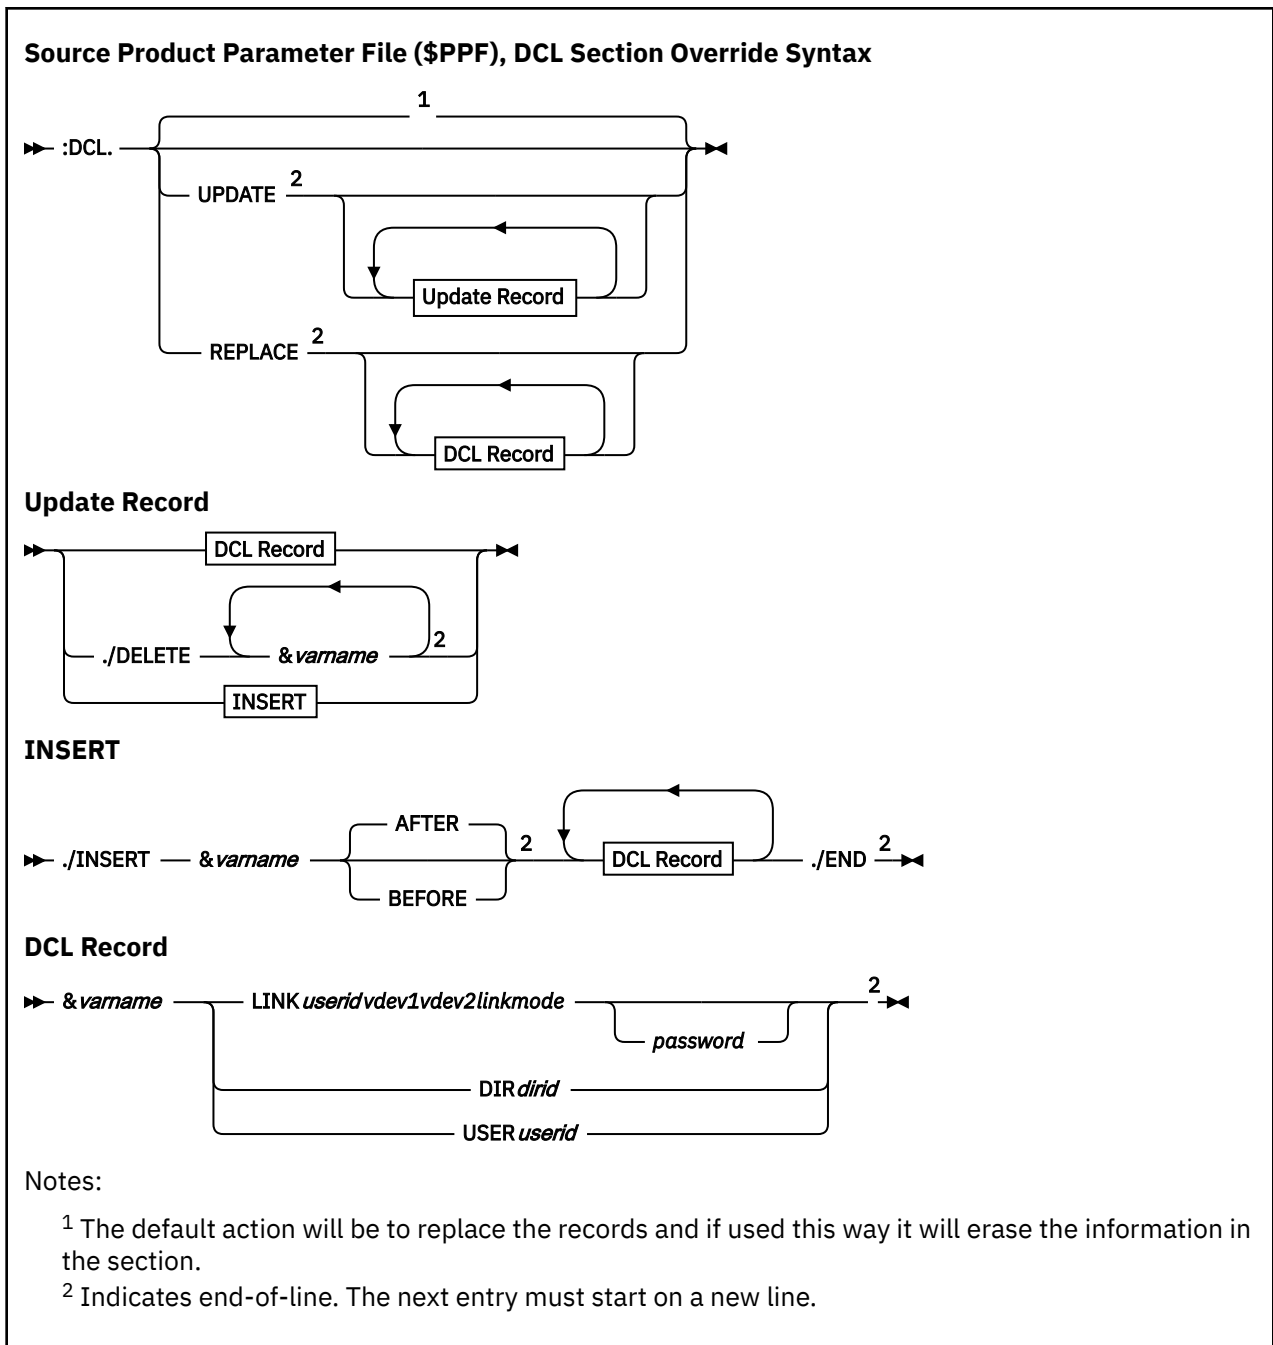 Source Product Parameter File ($PPF), DCL Section Override Syntax
1
:DCL.
UPDATE 2
Update Record
REPLACE 2
DCL Record
Update Record
DCL Record
./DELETE &varname 2
INSERT
INSERT
AFTER
./INSERT &varname 2 DCL Record ./END 2
BEFORE
DCL Record
&varname LINK userid vdev1 vdev2 linkmode 2
password
DIR dirid
USER userid
Notes:
1 The default action will be to replace the records and if used this way it will erase the information in
the section.
2 Indicates end-of-line. The next entry must start on a new line.